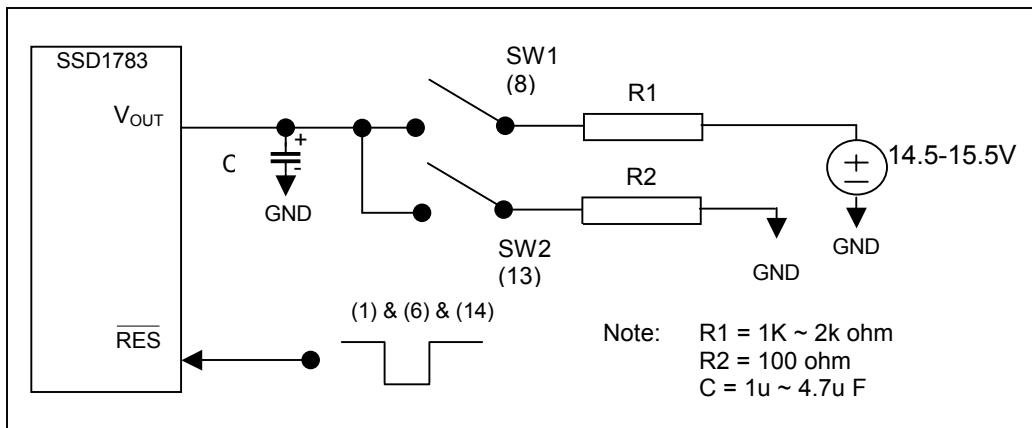 SSD1783
VOUT
C
+
-
GND
SW1
(8)
R1
+
14.5-15.5V
GND
R2
GND
SW2
(13)
(1) & (6) & (14)
RES
Note: R1 = 1K ~ 2k ohm
R2 = 100 ohm
C = 1u ~ 4.7u F